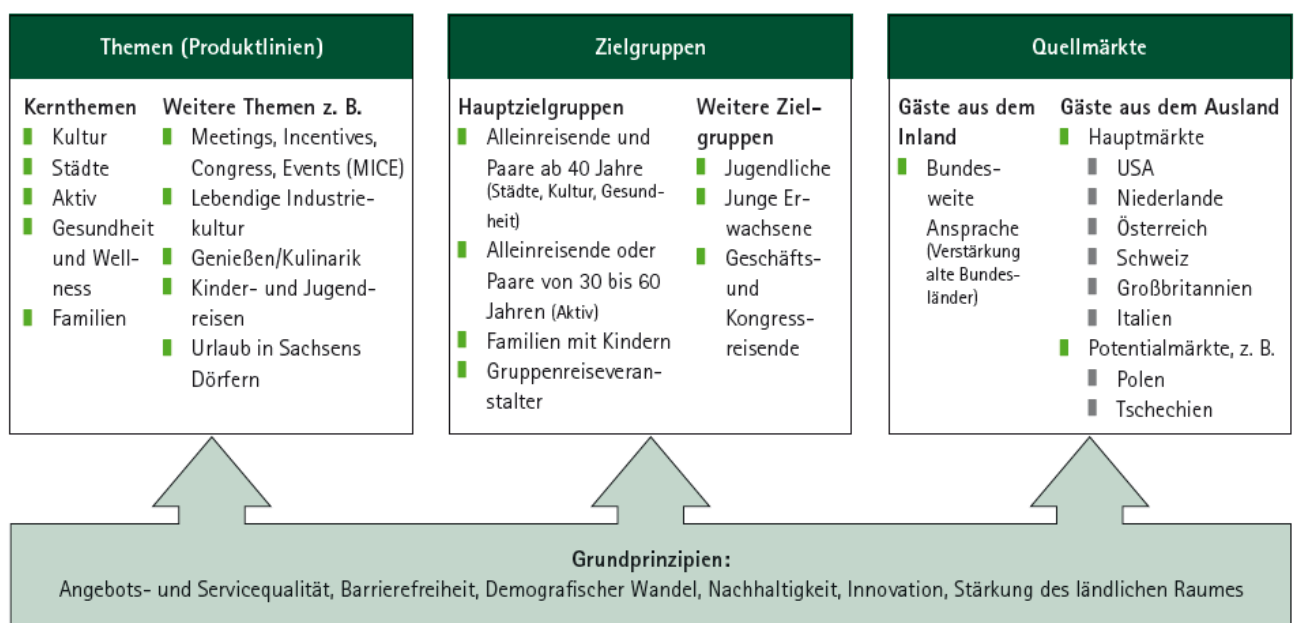 Themen (Produktlinien)
Kernthemen
Kultur
Städte
Aktiv
Gesundheit
und Well-
ness
Familien
Weitere Themen z. B.
Meetings, Incentives,
Congress, Events (MICE)
Lebendige Industrie-
kultur
Genießen/Kulinarik
Kinder- und Jugend-
reisen
Urlaub in Sachsens
Dörfern
Zielgruppen
Hauptzielgruppen
Alleinreisende und
Paare ab 40 Jahre
(Städte, Kultur, Gesund-
heit)
Alleinreisende oder
Paare von 30 bis 60
Jahren (Aktiv)
Familien mit Kindern
Gruppenreiseveran-
stalter
Weitere Ziel-
gruppen
Jugendliche
Junge Er-
wachsene
Geschäfts-
und
Kongress-
reisende
Quellmärkte
Gäste aus dem
Inland
Bundes-
weite
Ansprache
(Verstärkung
alte Bundes-
länder)
Gäste aus dem Ausland
Hauptmärkte
USA
Niederlande
Österreich
Schweiz
Großbritannien
Italien
Potentialmärkte, z. B.
Polen
Tschechien
Grundprinzipien:
Angebots- und Servicequalität, Barrierefreiheit, Demografischer Wandel, Nachhaltigkeit, Innovation, Stärkung des ländlichen Raumes